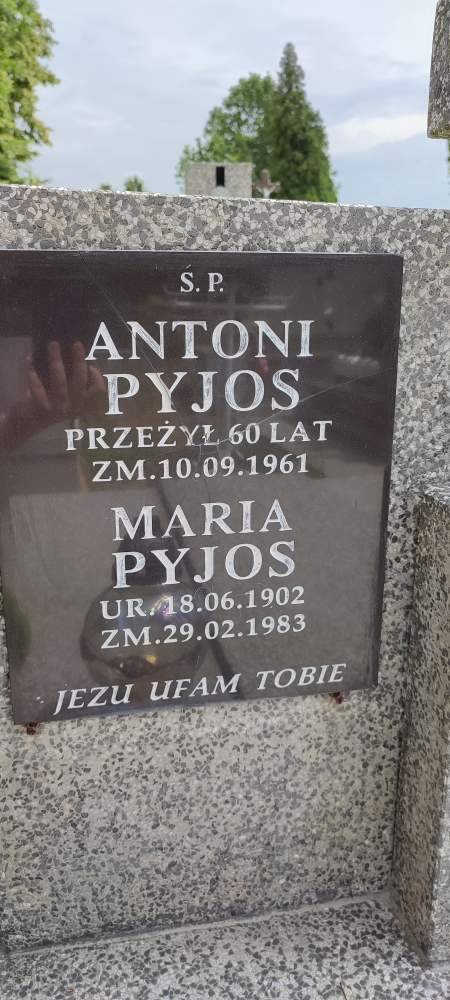 Ś. P.
ANTONI
PYJOS
PRZEŻYŁ 60 LAT
ZM.10.09.1961
MARIA
PYJOS
UR. 18.06.1902
ZM.29.02.1983
JEZU UFAM TOBIE